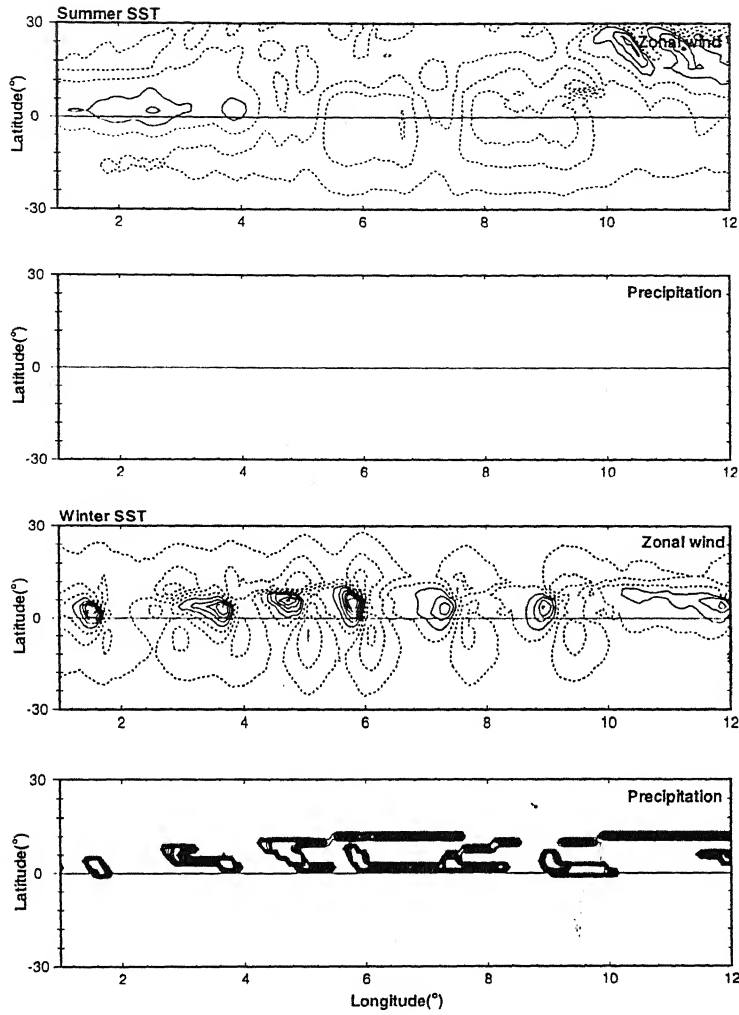 Summer SST
Zonal wind
30
Latitude(°)
0
-30
2 4 6 8 10 12
30
Precipitation
Latitude(°)
0
-30
2 4 6 8 10 12
Winter SST
30
Zonal wind
Latitude(°)
0
-30
2 4 6 8 10 12
30
Precipitation
Latitude(°)
0
-30
2 4 6 8 10 12
Longitude(°)